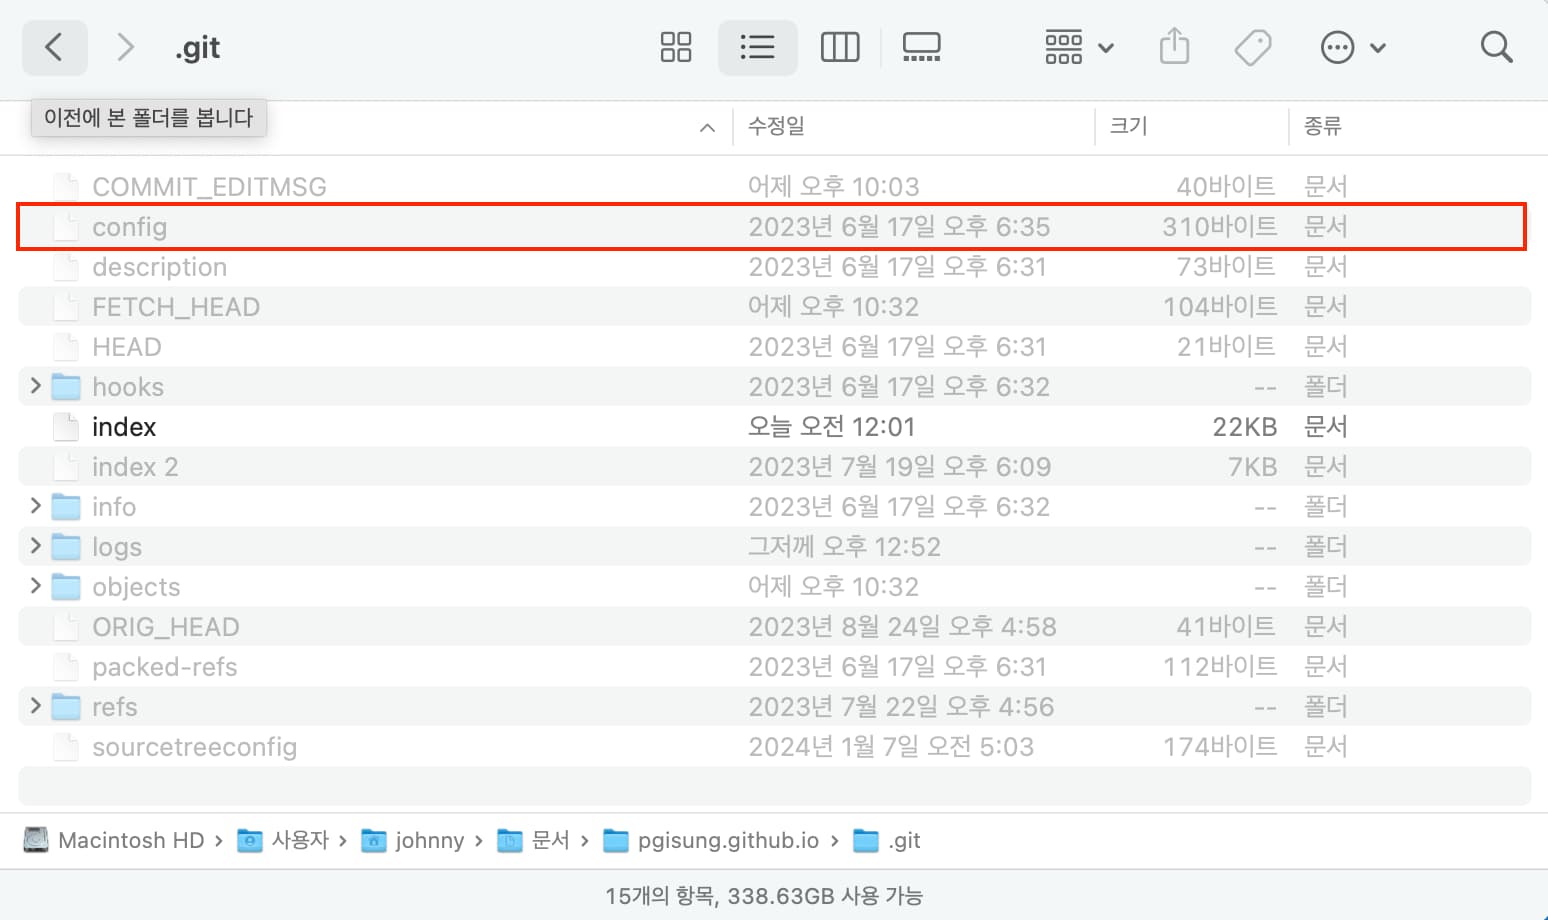 .git
이전에 본 폴더를 봅니다
수정일 크기 종류
COMMIT_EDITMSG 어제 오후 10:03 40바이트 문서
config 2023년 6월 17일 오후 6:35 310바이트 문서
description 2023년 6월 17일 오후 6:31 73바이트 문서
FETCH_HEAD 어제 오후 10:32 104바이트 문서
HEAD 2023년 6월 17일 오후 6:31 21바이트 문서
hooks 2023년 6월 17일 오후 6:32 -- 폴더
index 오늘 오전 12:01 22KB 문서
index 2 2023년 7월 19일 오후 6:09 7KB 문서
info 2023년 6월 17일 오후 6:32 -- 폴더
logs 그저께 오후 12:52 -- 폴더
objects 어제 오후 10:32 -- 폴더
ORIG_HEAD 2023년 8월 24일 오후 4:58 41바이트 문서
packed-refs 2023년 6월 17일 오후 6:31 112바이트 문서
refs 2023년 7월 22일 오후 4:56 -- 폴더
sourcetreeconfig 2024년 1월 7일 오전 5:03 174바이트 문서
Macintosh HD › 사용자 › johnny › 문서 › pgisung.github.io › .git
15개의 항목, 338.63GB 사용 가능